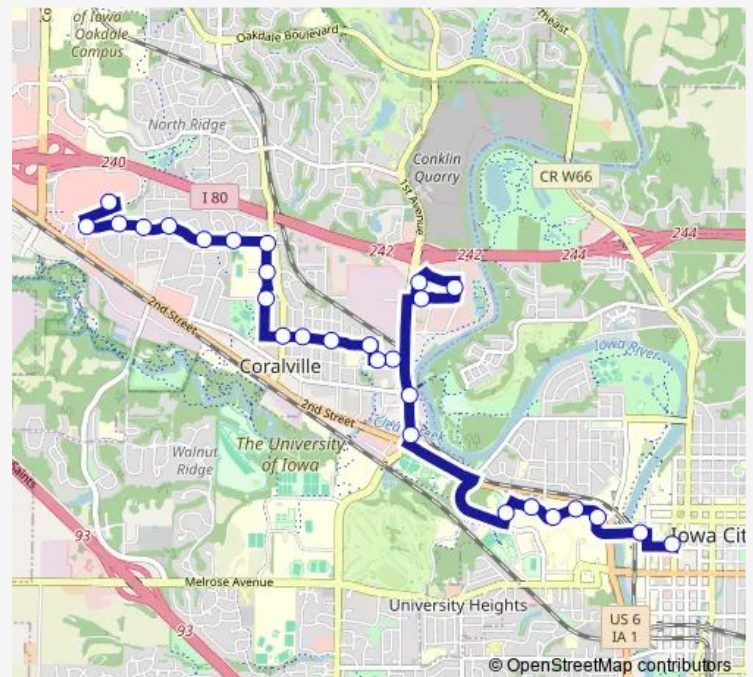 of Iowa
Oakdale
Campus
Oakdale Boulevard
North Ridge
240
I 80
Conklin
Quarry
CR W66
1st Avenue
242
242
244
244
2nd Street
Coralville
Iowa River
2nd Street
The University
of Iowa
Walnut
Ridge
93
Melrose Avenue
93
University Heights
Iowa Cit
US 6
IA 1
© OpenStreetMap contributors